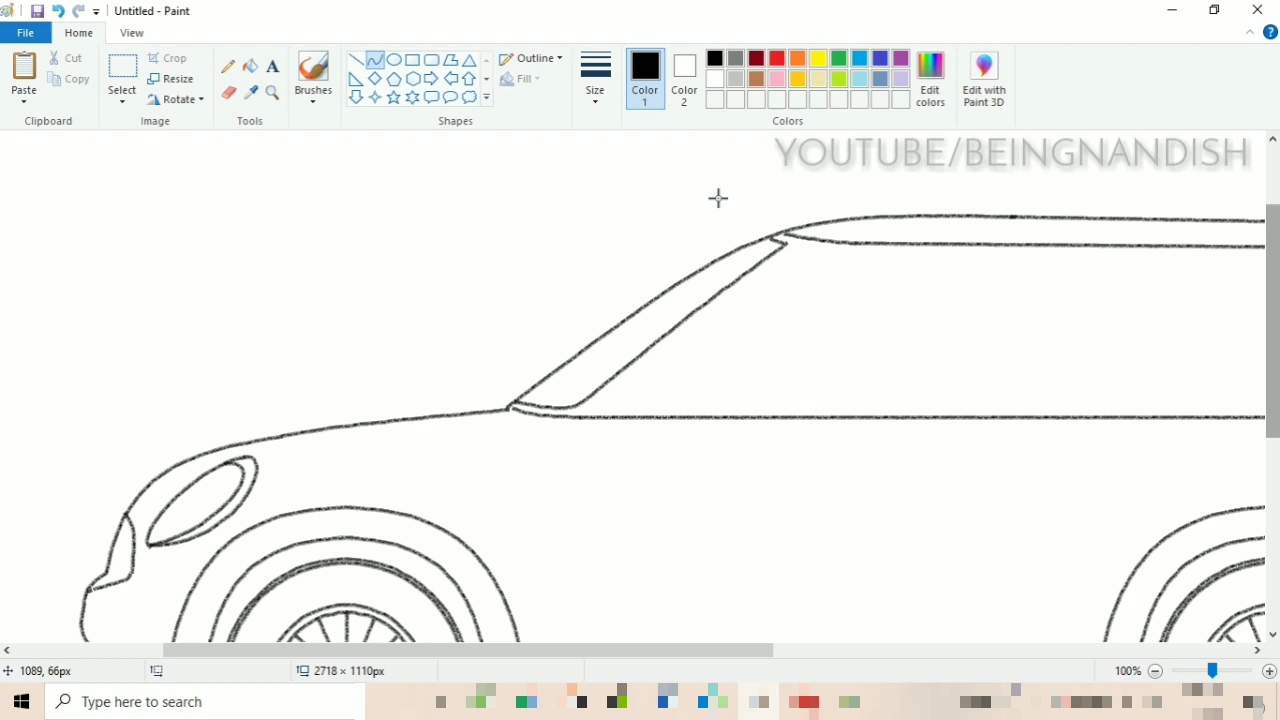 Untitled - Paint
File
Home
View
Paste
Cut
Copy
Clipboard
Select
Crop
Resize
Rotate
Image
A
Tools
Brushes
Shapes
Outline
Fill
Size
Color 1
Color 2
Colors
Edit colors
Edit with Paint 3D
?
YOUTUBE/BEINGNANDISH
1089, 66px
2718 × 1110px
100%
Type here to search